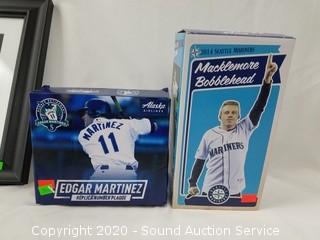 2014 SEATTLE MARINERS
Macklemore
Bobblehead
MARINERS
Alaska
AIRLINES
MARTINEZ
11
EDGAR MARTINEZ
REPLICA NUMBER PLAQUE
Copyright 2020 - Sound Auction Service